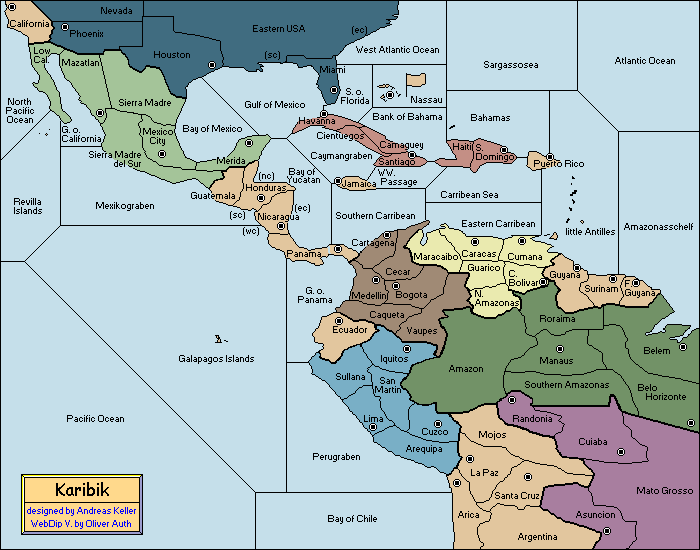 California
Nevada
Phoenix
Eastern USA
(ec)
Low
Cal.
Mazatlan
Houston
(sc)
Miami
West Atlantic Ocean
Sargassosea
Atlantic Ocean
North
Pacific
Ocean
G. o.
California
Sierra Madre
Gulf of Mexico
S. o.
Florida
Nassau
Bank of Bahama
Bahamas
Mexico
City
Bay of Mexico
Havanna
Cientuegos
Camaguey
Santiago
Haiti
S.
Domingo
Sierra Madre
del Sur
Merida
Caymangraben
Puerto Rico
(nc)
Bay of
Yucatan
WW.
Passage
Jamaica
Guatemala
Honduras
Carribean Sea
Revilla
Islands
Mexikograben
(sc)
(ec)
Nicaragua
(wc)
Southern Carribean
Eastern Carribean
little Antilles
Amazonasschelf
Panama
Cartagena
Maracaibo
Caracas
Cumana
Cecar
Guarico
C.
Bolivar
Guyana
Surinam
F.
Guyana
G. o.
Panama
Medellin
Bogota
N.
Amazonas
Caqueta
Vaupes
Roraima
Ecuador
Galapagos Islands
Iquitos
Manaus
Belem
Sullana
San
Martin
Amazon
Southern Amazonas
Belo
Horizonte
Pacific Ocean
Lima
Cuzco
Arequipa
Randonia
Mojos
Cuiaba
Perugraben
La Paz
Santa Cruz
Mato Grosso
Karibik
designed by Andreas Keller
WebDip V. by Oliver Auth
Bay of Chile
Arica
Asuncion
Argentina